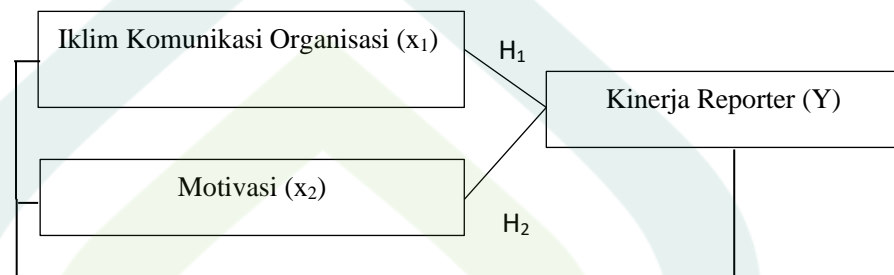 Iklim Komunikasi Organisasi (x₁)
H₁
Kinerja Reporter (Y)
Motivasi (x₂)
H₂